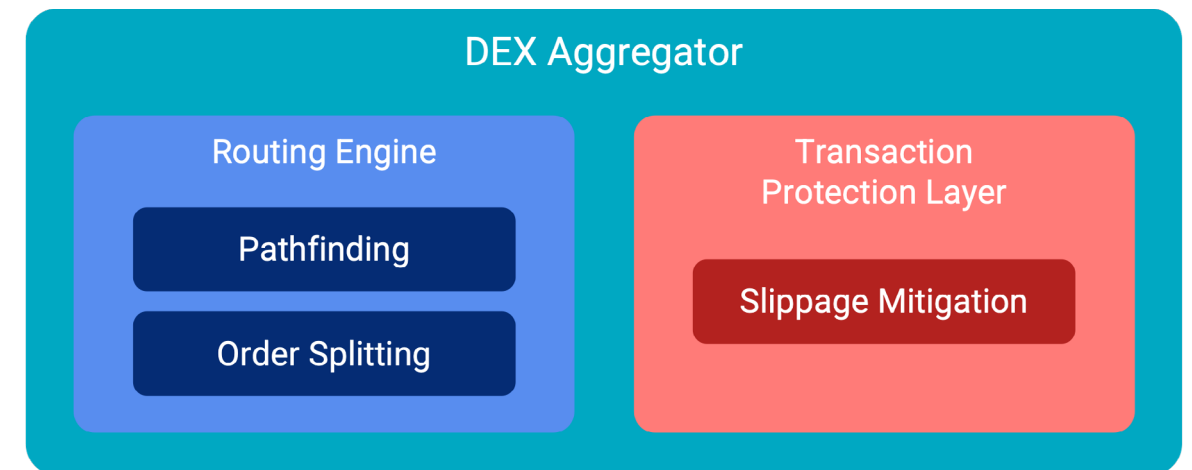 DEX Aggregator
Routing Engine
Pathfinding
Order Splitting
Transaction
Protection Layer
Slippage Mitigation